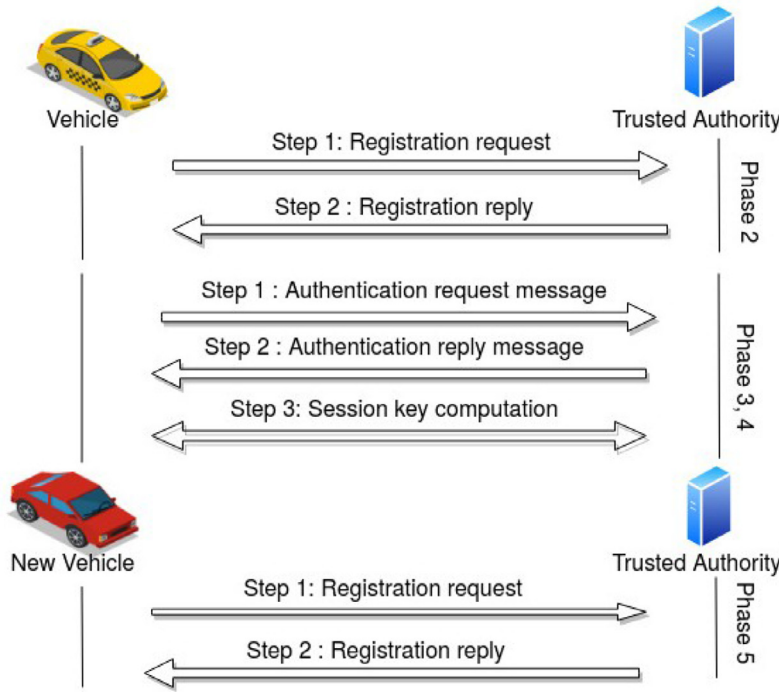 Vehicle
Trusted Authority
Step 1: Registration request
Step 2 : Registration reply
Phase 2
Step 1 : Authentication request message
Step 2 : Authentication reply message
Step 3: Session key computation
Phase 3, 4
New Vehicle
Trusted Authority
Step 1: Registration request
Step 2 : Registration reply
Phase 5